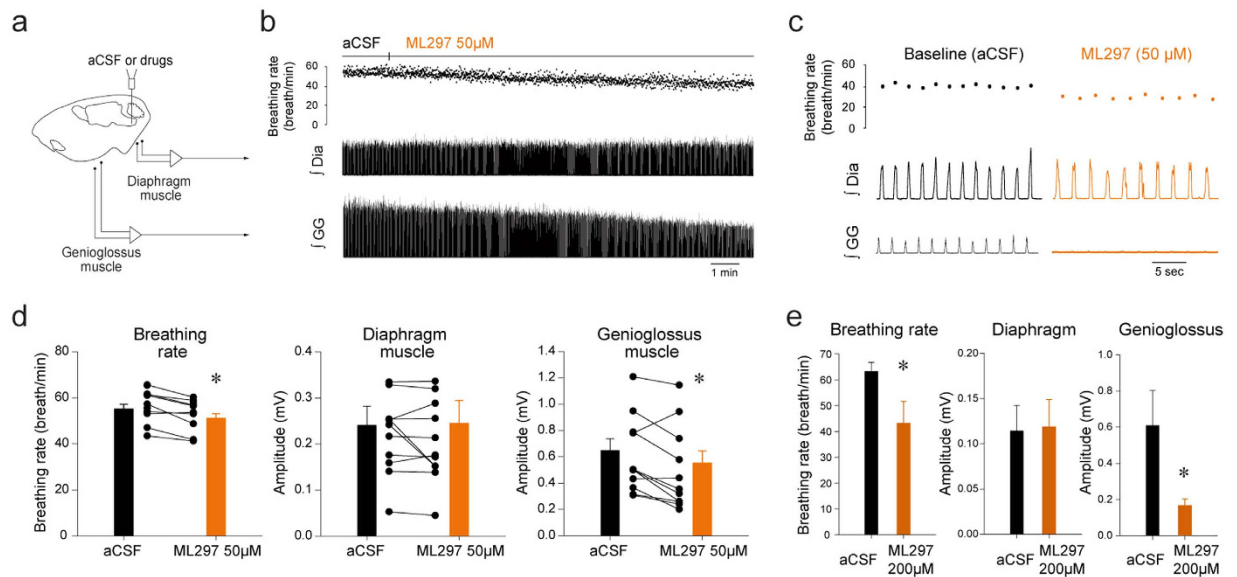 a
aCSF or drugs
Diaphragm
muscle
Genioglossus
muscle
b
aCSF ML297 50µM
Breathing rate
(breath/min)
60
40
20
0
∫ Dia
∫ GG
1 min
c
Baseline (aCSF) ML297 (50 µM)
Breathing rate
(breath/min)
60
40
20
0
∫ Dia
∫ GG
5 sec
d
Breathing
rate
Breathing rate (breath/min)
80
60
40
20
0
*
aCSF ML297 50µM
Diaphragm
muscle
Amplitude (mV)
0.4
0.3
0.2
0.1
0
aCSF ML297 50µM
Genioglossus
muscle
Amplitude (mV)
1.4
1.2
1.0
0.8
0.6
0.4
0.2
0
*
aCSF ML297 50µM
e
Breathing rate
Breathing rate (breath/min)
70
60
50
40
30
20
10
0
*
aCSF ML297
200µM
Diaphragm
Amplitude (mV)
0.20
0.15
0.10
0.05
0.00
aCSF ML297
200µM
Genioglossus
Amplitude (mV)
1.0
0.8
0.6
0.4
0.2
0
*
aCSF ML297
200µM